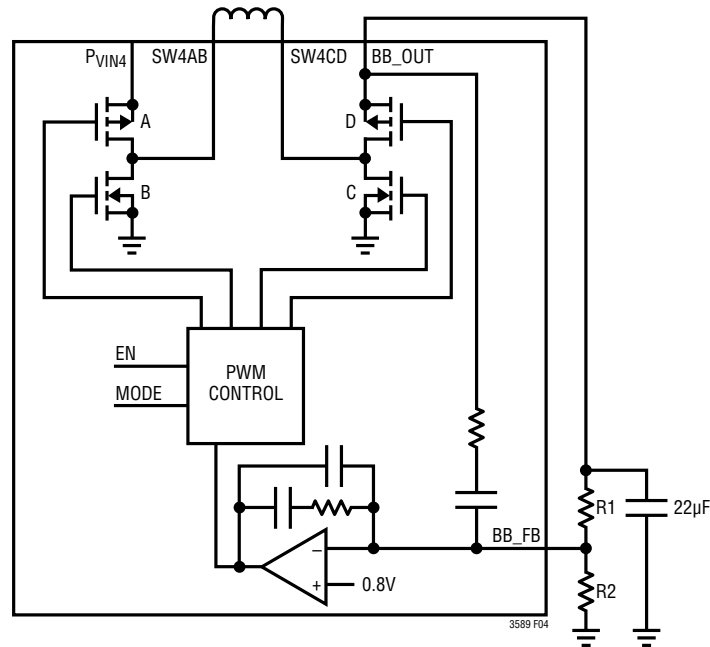 PVIN4 SW4AB SW4CD BB_OUT
A
D
B
C
EN
MODE
PWM
CONTROL
R1
22µF
BB_FB
–
+
0.8V
R2
3589 F04